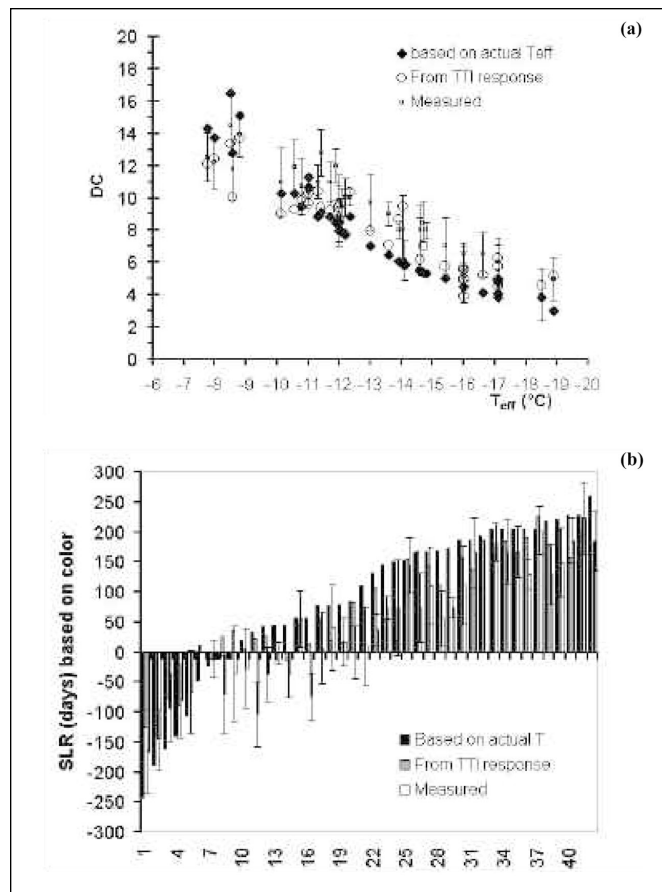 (a)
20
18
16
14
12
10
8
6
4
2
0
DC
based on actual Teff
From TTI response
Measured
-6 -7 -8 -9 -10 -11 -12 -13 -14 -15 -16 -17 -18 -19 -20
Teff (°C)
(b)
300
250
200
150
100
50
0
-50
-100
-150
-200
-250
-300
SLR (days) based on color
Based on actual T
From TTI response
Measured
1 4 7 10 13 16 19 22 25 28 31 34 37 40